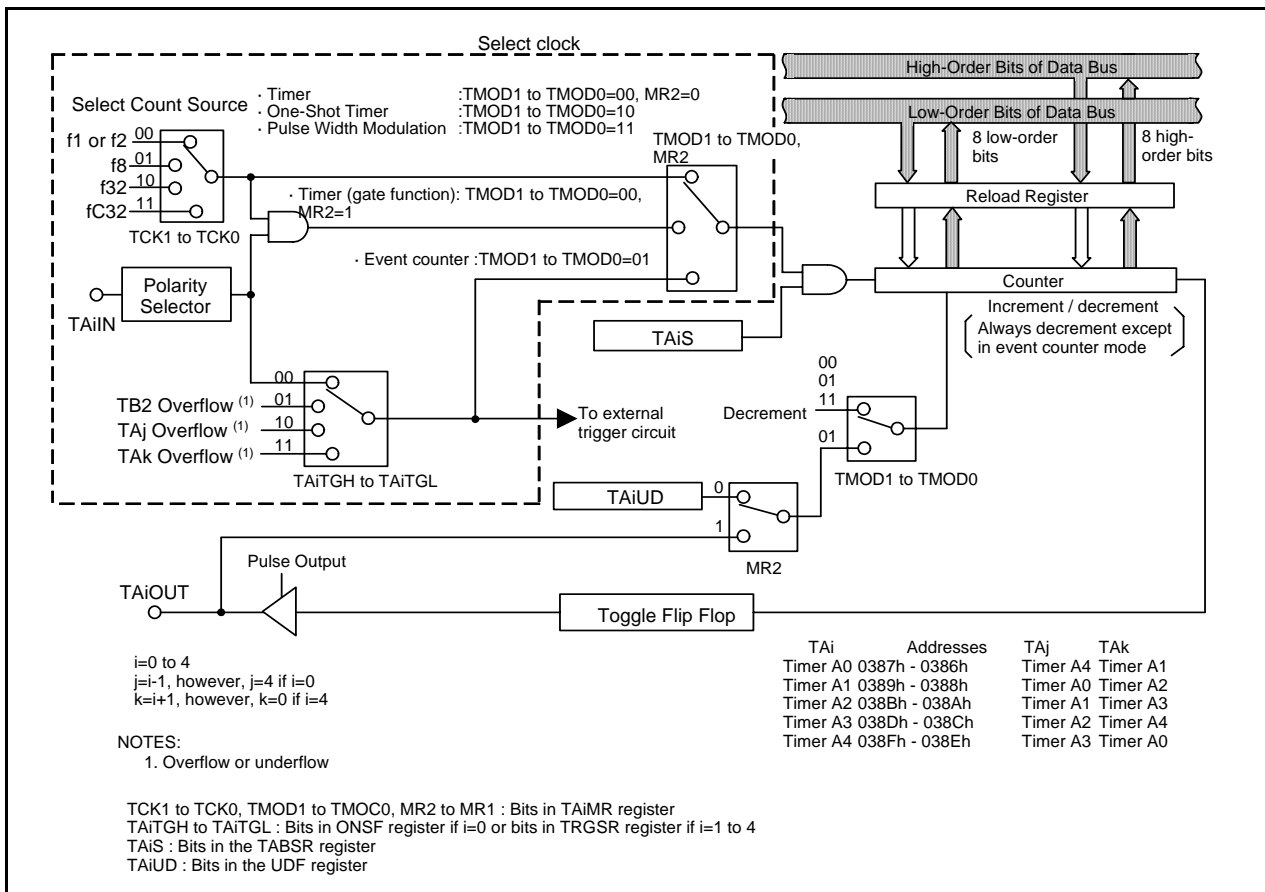 Select clock
High-Order Bits of Data Bus
Low-Order Bits of Data Bus
Select Count Source
· Timer :TMOD1 to TMOD0=00, MR2=0
· One-Shot Timer :TMOD1 to TMOD0=10
· Pulse Width Modulation :TMOD1 to TMOD0=11
f1 or f2 00
f8 01
f32 10
fC32 11
TCK1 to TCK0
TMOD1 to TMOD0,
MR2
8 low-order
bits
8 high-
order bits
· Timer (gate function): TMOD1 to TMOD0=00,
MR2=1
Reload Register
· Event counter :TMOD1 to TMOD0=01
Polarity
Selector
TAiIN
Counter
Increment / decrement
Always decrement except
in event counter mode
TAiS
00
TB2 Overflow (1) 01
TAj Overflow (1) 10
TAk Overflow (1) 11
TAiTGH to TAiTGL
To external
trigger circuit
00
01
Decrement 11
01
TMOD1 to TMOD0
TAiUD 0
1
MR2
Pulse Output
TAiOUT
Toggle Flip Flop
i=0 to 4
j=i-1, however, j=4 if i=0
k=i+1, however, k=0 if i=4
TAi Addresses TAj TAk
Timer A0 0387h - 0386h Timer A4 Timer A1
Timer A1 0389h - 0388h Timer A0 Timer A2
Timer A2 038Bh - 038Ah Timer A1 Timer A3
Timer A3 038Dh - 038Ch Timer A2 Timer A4
Timer A4 038Fh - 038Eh Timer A3 Timer A0
NOTES:
1. Overflow or underflow
TCK1 to TCK0, TMOD1 to TMOC0, MR2 to MR1 : Bits in TAiMR register
TAiTGH to TAiTGL : Bits in ONSF register if i=0 or bits in TRGSR register if i=1 to 4
TAiS : Bits in the TABSR register
TAiUD : Bits in the UDF register